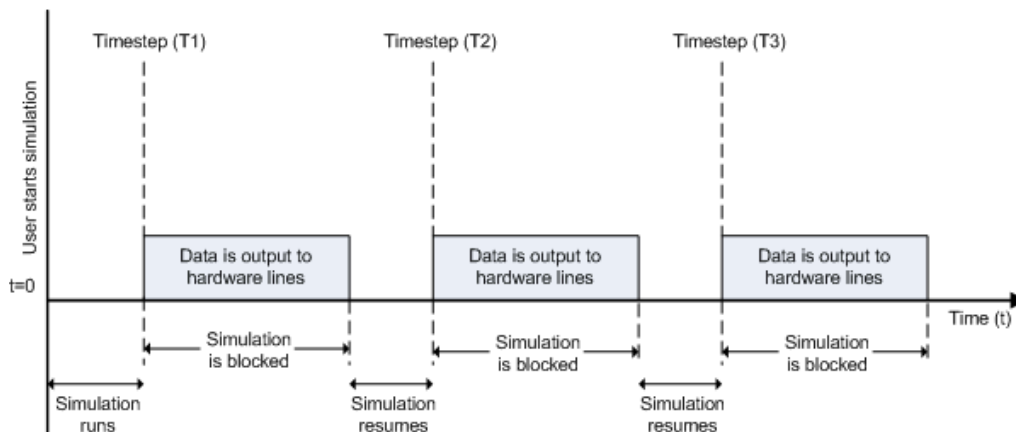 Timestep (T1)
Timestep (T2)
Timestep (T3)
User starts simulation
Data is output to
hardware lines
Data is output to
hardware lines
Data is output to
hardware lines
t=0
Time (t)
Simulation
is blocked
Simulation
is blocked
Simulation
is blocked
Simulation
runs
Simulation
resumes
Simulation
resumes